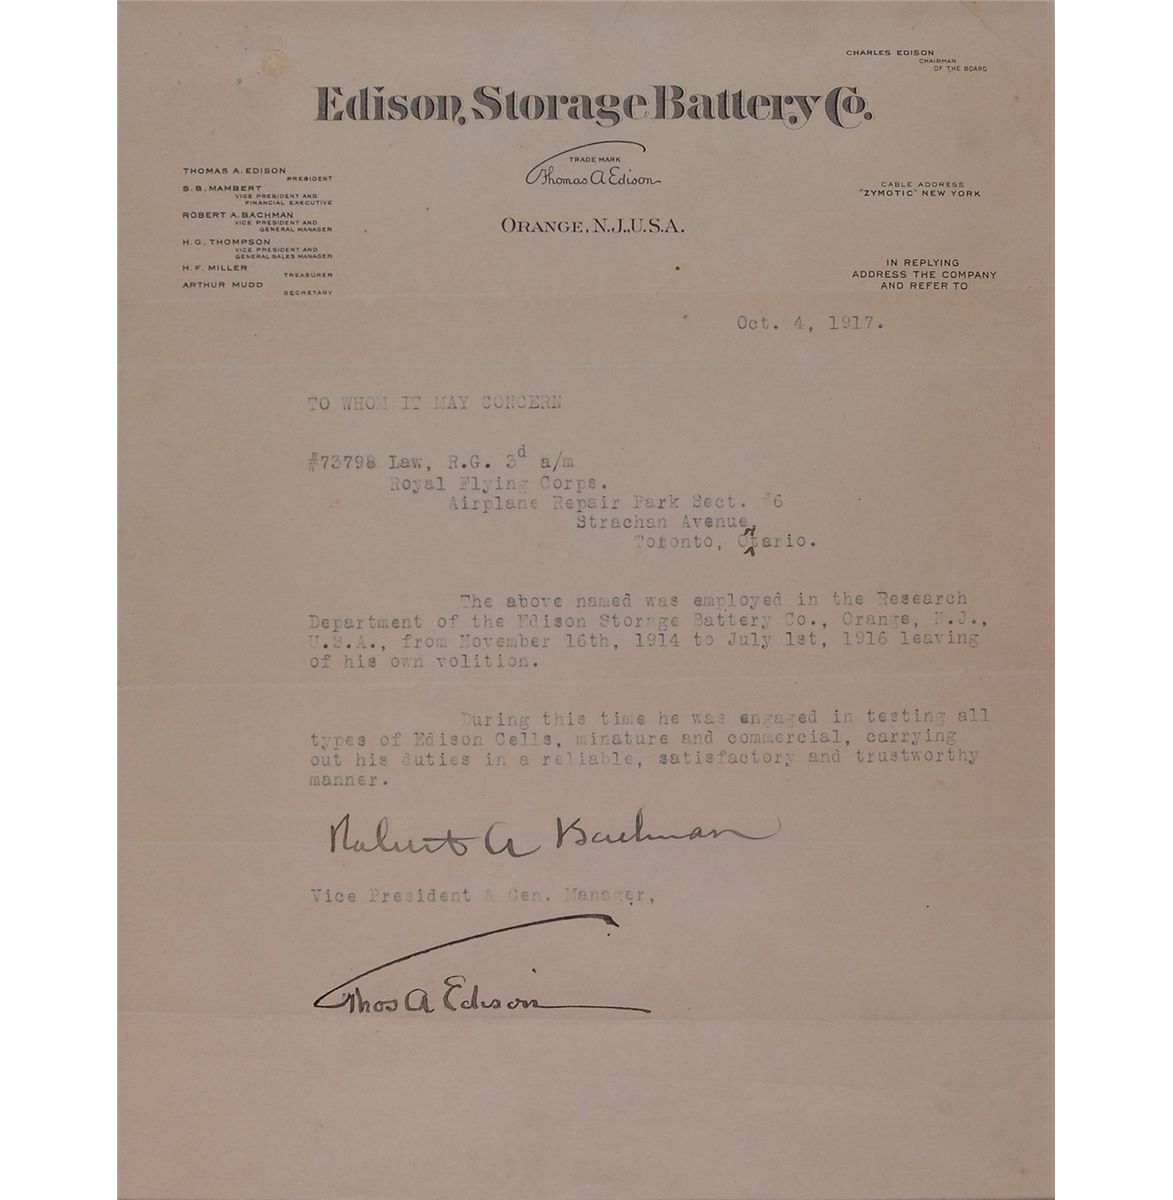 CHARLES EDISON
CHAIRMAN
OF THE BOARD
Edison Storage Battery Co.
TRADE MARK
Thomas A Edison
ORANGE, N.J., U.S.A.
THOMAS A. EDISON
PRESIDENT
S. B. MAMBERT
VICE PRESIDENT AND
FINANCIAL EXECUTIVE
ROBERT A. BACHMAN
VICE PRESIDENT AND
GENERAL MANAGER
H. G. THOMPSON
VICE PRESIDENT AND
GENERAL SALES MANAGER
H. F. MILLER
TREASURER
ARTHUR MUDD
SECRETARY
CABLE ADDRESS
"ZYMOTIC" NEW YORK
IN REPLYING
ADDRESS THE COMPANY
AND REFER TO
Oct. 4, 1917.
TO WHOM IT MAY CONCERN
#73798 Law, R.G. 3d a/m
Royal Flying Corps.
Airplane Repair Park Sect. #6
Strachan Avenue,
Toronto, Ontario.
The above named was employed in the Research
Department of the Edison Storage Battery Co., Orange, N.J.,
U.S.A., from November 16th, 1914 to July 1st, 1916 leaving
of his own volition.
During this time he was engaged in testing all
types of Edison Cells, minature and commercial, carrying
out his duties in a reliable, satisfactory and trustworthy
manner.
Robert A Bachman
Vice President & Gen. Manager,
Thos A Edison